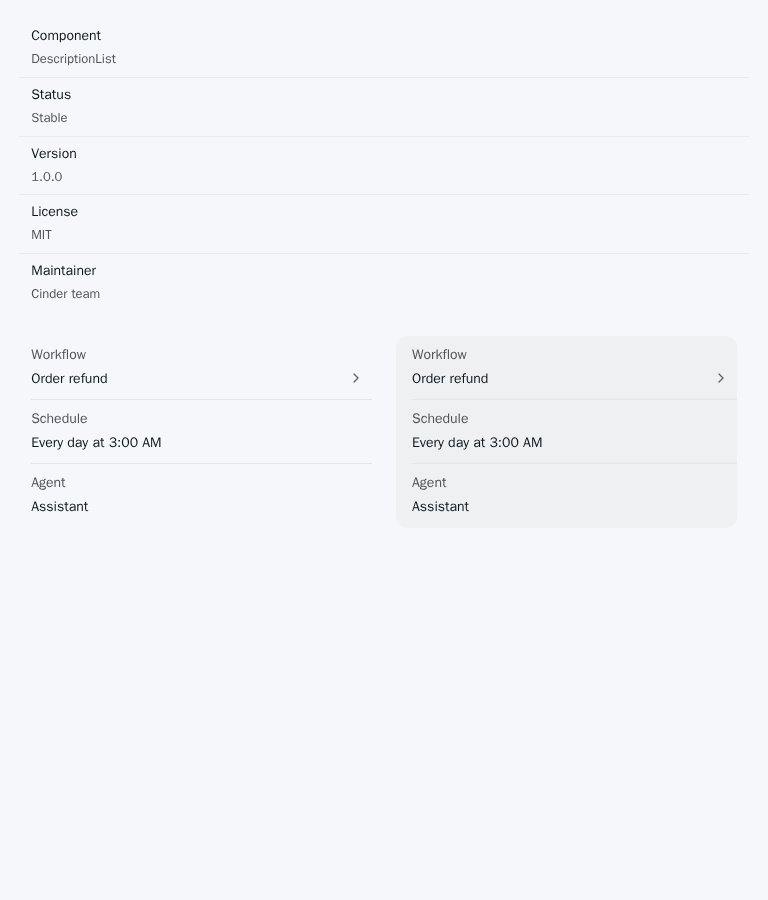 Component
DescriptionList
Status
Stable
Version
1.0.0
License
MIT
Maintainer
Cinder team
Workflow
Order refund
Schedule
Every day at 3:00 AM
Agent
Assistant
Workflow
Order refund
Schedule
Every day at 3:00 AM
Agent
Assistant